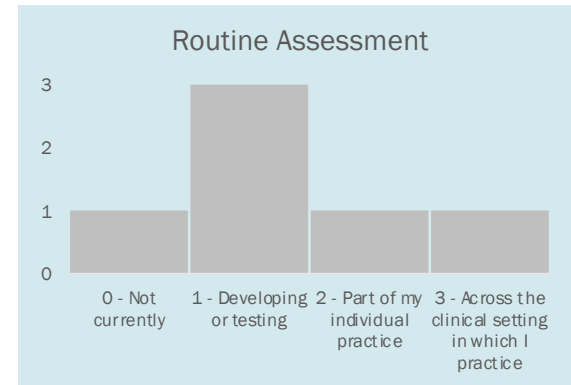 Routine Assessment
3
2
1
0
0 - Not
currently
1 - Developing
or testing
2 - Part of my
individual
practice
3 - Across the
clinical setting
in which I
practice